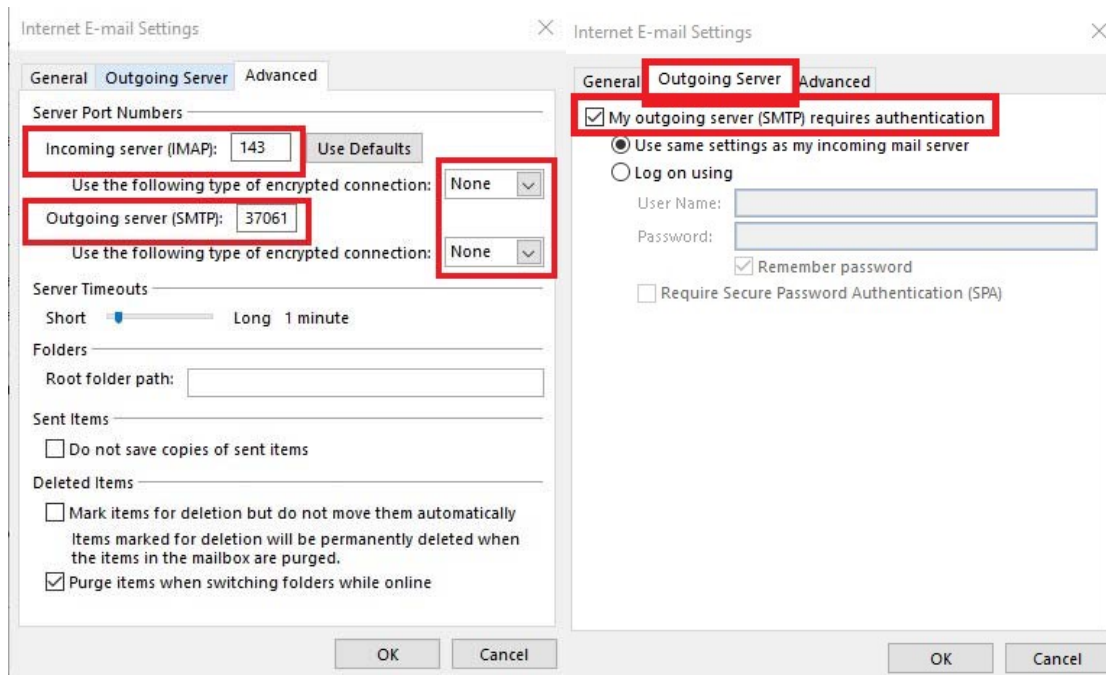 Internet E-mail Settings
General Outgoing Server Advanced
Server Port Numbers
Incoming server (IMAP): 143 Use Defaults
Use the following type of encrypted connection: None
Outgoing server (SMTP): 37061
Use the following type of encrypted connection: None
Server Timeouts
Short Long 1 minute
Folders
Root folder path:
Sent Items
Do not save copies of sent items
Deleted Items
Mark items for deletion but do not move them automatically
Items marked for deletion will be permanently deleted when
the items in the mailbox are purged.
Purge items when switching folders while online
OK Cancel
Internet E-mail Settings
General Outgoing Server Advanced
My outgoing server (SMTP) requires authentication
Use same settings as my incoming mail server
Log on using
User Name:
Password:
Remember password
Require Secure Password Authentication (SPA)
OK Cancel